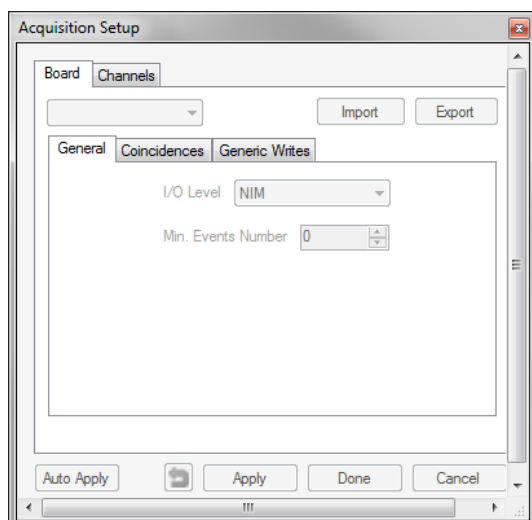 Acquisition Setup
Board Channels
Import Export
General Coincidences Generic Writes
I/O Level NIM
Min. Events Number 0
Auto Apply Apply Done Cancel